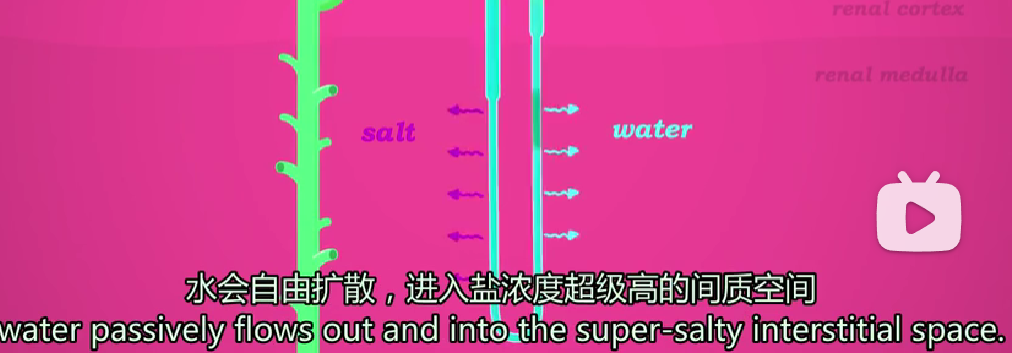 renal cortex
renal medulla
salt
water
水会自由扩散，进入盐浓度超级高的间质空间
water passively flows out and into the super-salty interstitial space.